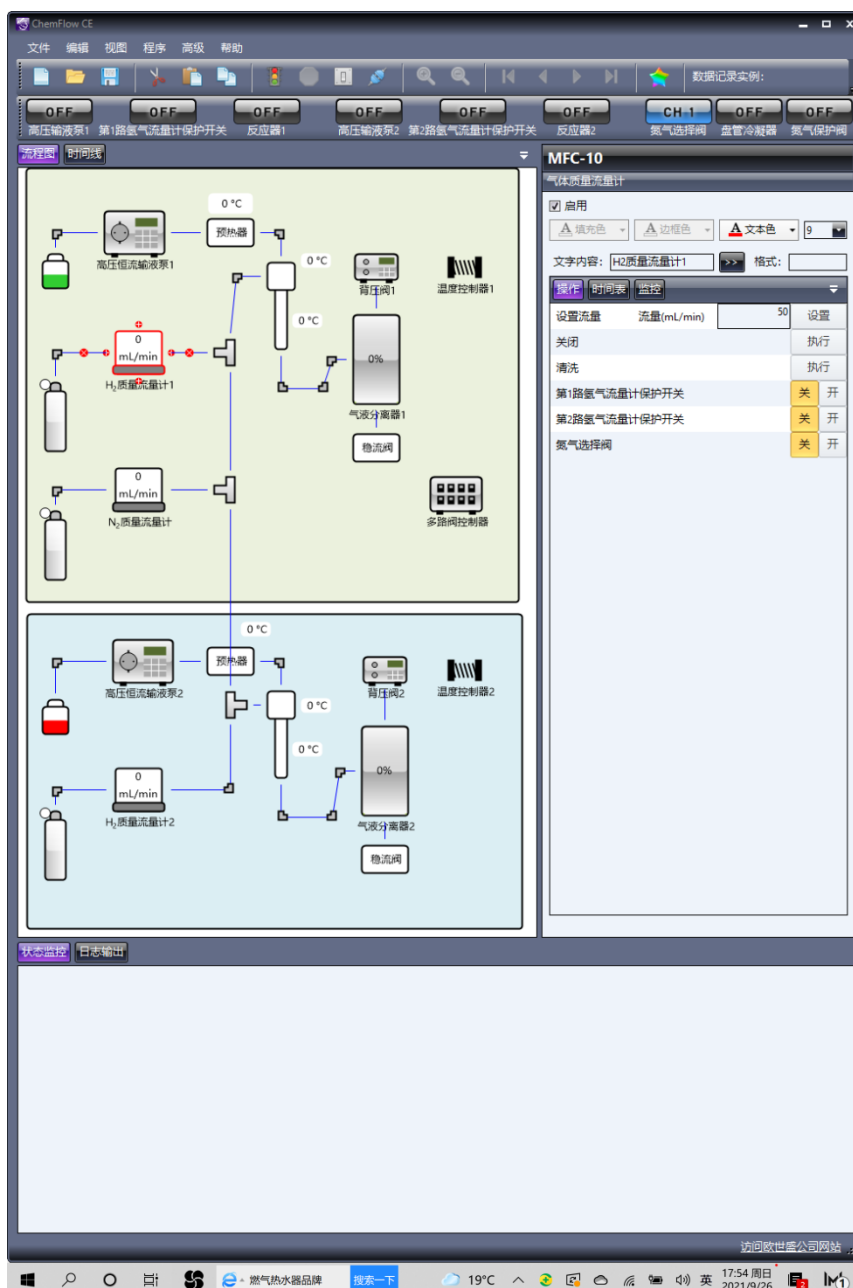 ChemFlow CE
文件 编辑 视图 程序 高级 帮助
数据记录实例:
OFF OFF OFF OFF OFF OFF CH 1 OFF OFF
高压输液泵1 第1路氢气流量计保护开关 反应器1 高压输液泵2 第2路氢气流量计保护开关 反应器2 氮气选择阀 盘管冷凝器 氮气保护阀
流程图 时间线
0 °C
预热器
高压恒流输液泵1
0 °C
背压阀1
温度控制器1
0 °C
0
mL/min
H₂质量流量计1
0%
气液分离器1
稳流阀
0
mL/min
N₂质量流量计
多路阀控制器
0 °C
预热器
高压恒流输液泵2
背压阀2
温度控制器2
0 °C
0 °C
0
mL/min
H₂质量流量计2
0%
气液分离器2
稳流阀
MFC-10
气体质量流量计
启用
A 填充色 A 边框色 A 文本色 9
文字内容: H2质量流量计1 >> 格式:
操作 时间表 监控
设置流量 流量(mL/min) 50 设置
关闭 执行
清洗 执行
第1路氢气流量计保护开关 关 开
第2路氢气流量计保护开关 关 开
氮气选择阀 关 开
状态监控 日志输出
访问欧世盛公司网站
燃气热水器品牌 搜索一下 19°C 英 17:54 周日
2021/9/26 2